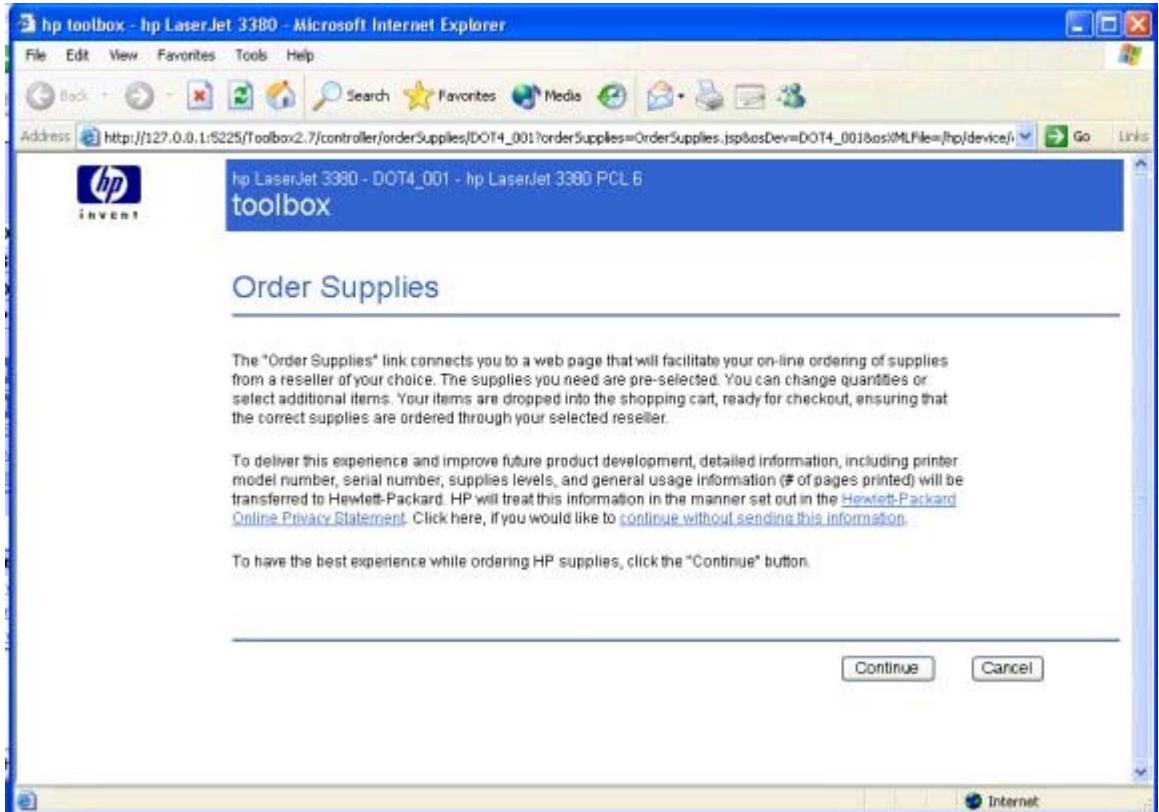 hp toolbox - hp LaserJet 3380 - Microsoft Internet Explorer
File Edit View Favorites Tools Help
Back Search Favorites Media
Address http://127.0.0.1:5225/Toolbox2.7/controller/orderSupplies/DOT4_001?orderSupplies=OrderSupplies.jsp&osDev=DOT4_001&osXMLFile=/hp/device/ Go Links
hp
invent
hp LaserJet 3380 - DOT4_001 - hp LaserJet 3380 PCL 6
toolbox
Order Supplies
The "Order Supplies" link connects you to a web page that will facilitate your on-line ordering of supplies
from a reseller of your choice. The supplies you need are pre-selected. You can change quantities or
select additional items. Your items are dropped into the shopping cart, ready for checkout, ensuring that
the correct supplies are ordered through your selected reseller.
To deliver this experience and improve future product development, detailed information, including printer
model number, serial number, supplies levels, and general usage information (# of pages printed) will be
transferred to Hewlett-Packard. HP will treat this information in the manner set out in the Hewlett-Packard
Online Privacy Statement. Click here, if you would like to continue without sending this information.
To have the best experience while ordering HP supplies, click the "Continue" button.
Continue Cancel
Internet